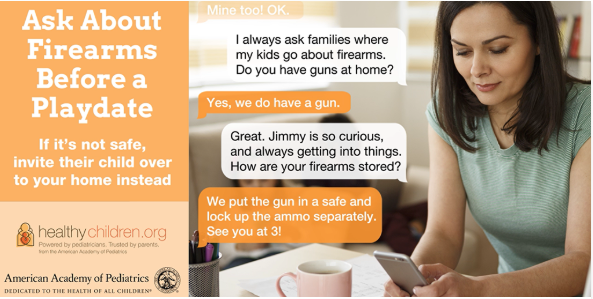 Ask About
Firearms
Before a
Playdate
If it's not safe,
invite their child over
to your home instead
healthychildren.org
Powered by pediatricians. Trusted by parents.
from the American Academy of Pediatrics
American Academy of Pediatrics
DEDICATED TO THE HEALTH OF ALL CHILDREN®
Mine too! OK.
I always ask families where
my kids go about firearms.
Do you have guns at home?
Yes, we do have a gun.
Great. Jimmy is so curious,
and always getting into things.
How are your firearms stored?
We put the gun in a safe and
lock up the ammo separately.
See you at 3!